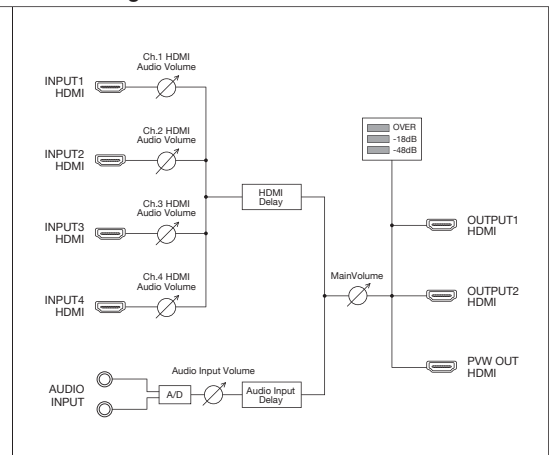 Ch.1 HDMI
Audio Volume
INPUT1
HDMI
Ch.2 HDMI
Audio Volume
INPUT2
HDMI
Ch.3 HDMI
Audio Volume
INPUT3
HDMI
Ch.4 HDMI
Audio Volume
INPUT4
HDMI
HDMI
Delay
OVER
-18dB
-48dB
MainVolume
OUTPUT1
HDMI
OUTPUT2
HDMI
PVW OUT
HDMI
AUDIO
INPUT
A/D
Audio Input Volume
Audio Input
Delay